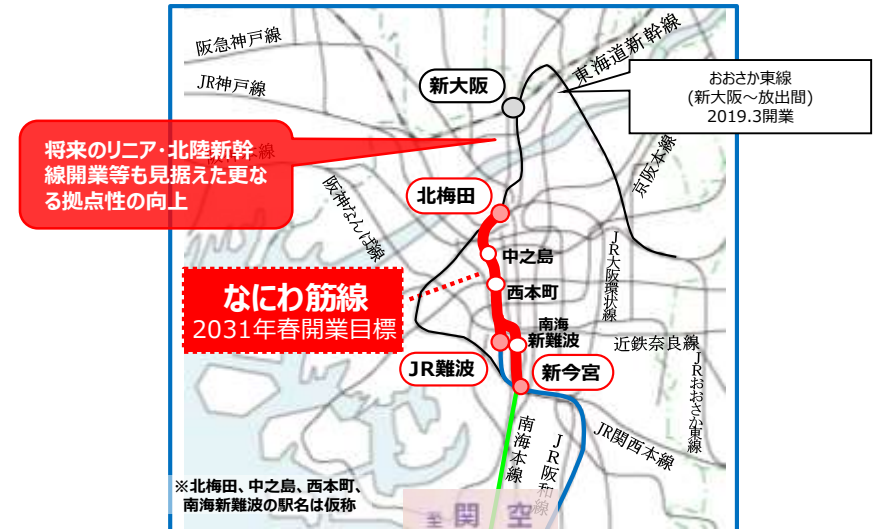 阪急神戸線
JR神戸線
新大阪
東海道新幹線
おおさか東線
(新大阪～放出間)
2019.3開業
将来のリニア・北陸新幹
線開業等も見据えた更な
る拠点性の向上
本線
阪神なんば線
京阪本線
北梅田
中之島
JR大阪環状線
西本町
なにわ筋線
2031年春開業目標
南海
新難波
近鉄奈良線
JR難波
新今宮
JRおおさか東線
南海本線
JR阪和線
JR関西本線
※北梅田、中之島、西本町、
南海新難波の駅名は仮称
至 関 空